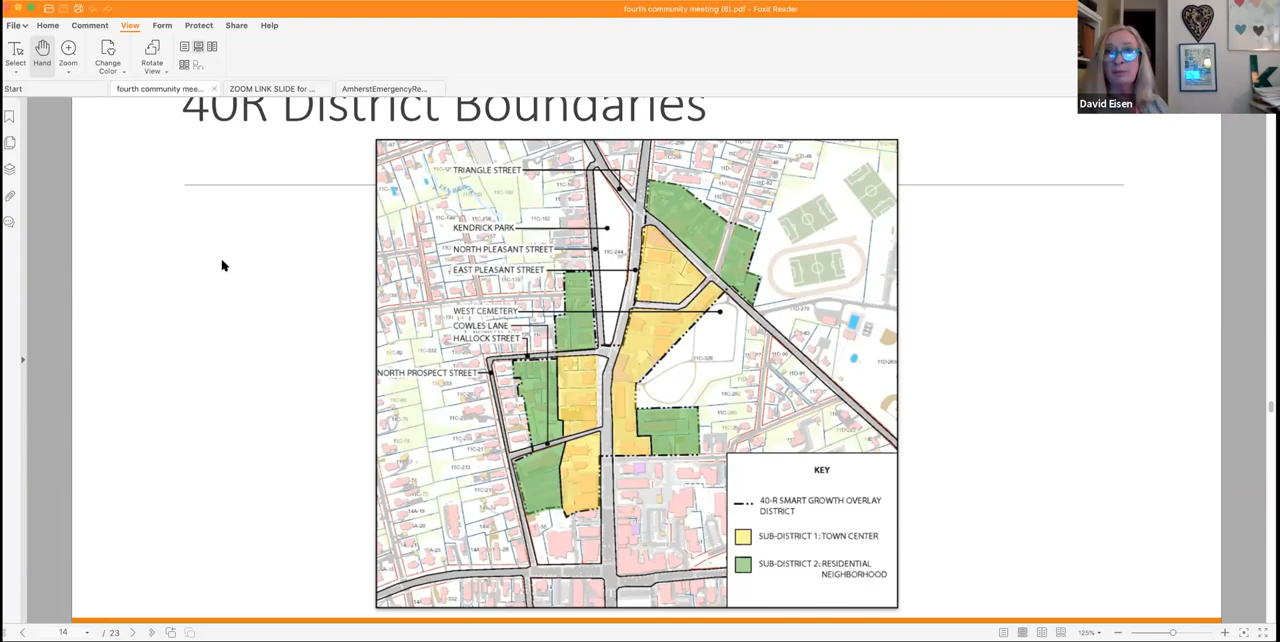 fourth community meeting (6).pdf - Foxit Reader
File
Home
Comment
View
Form
Protect
Share
Help
Select
Hand
Zoom
Change
Color
Rotate
View
Start
fourth community mee...
ZOOM LINK SLIDE for ...
AmherstEmergencyRe...
David Eisen
40R District Boundaries
TRIANGLE STREET
KENDRICK PARK
NORTH PLEASANT STREET
EAST PLEASANT STREET
WEST CEMETERY
COWLES LANE
HALLOCK STREET
NORTH PROSPECT STREET
11C-244
KEY
40-R SMART GROWTH OVERLAY
DISTRICT
SUB-DISTRICT 1: TOWN CENTER
SUB-DISTRICT 2: RESIDENTIAL
NEIGHBORHOOD
14
/ 23
125%